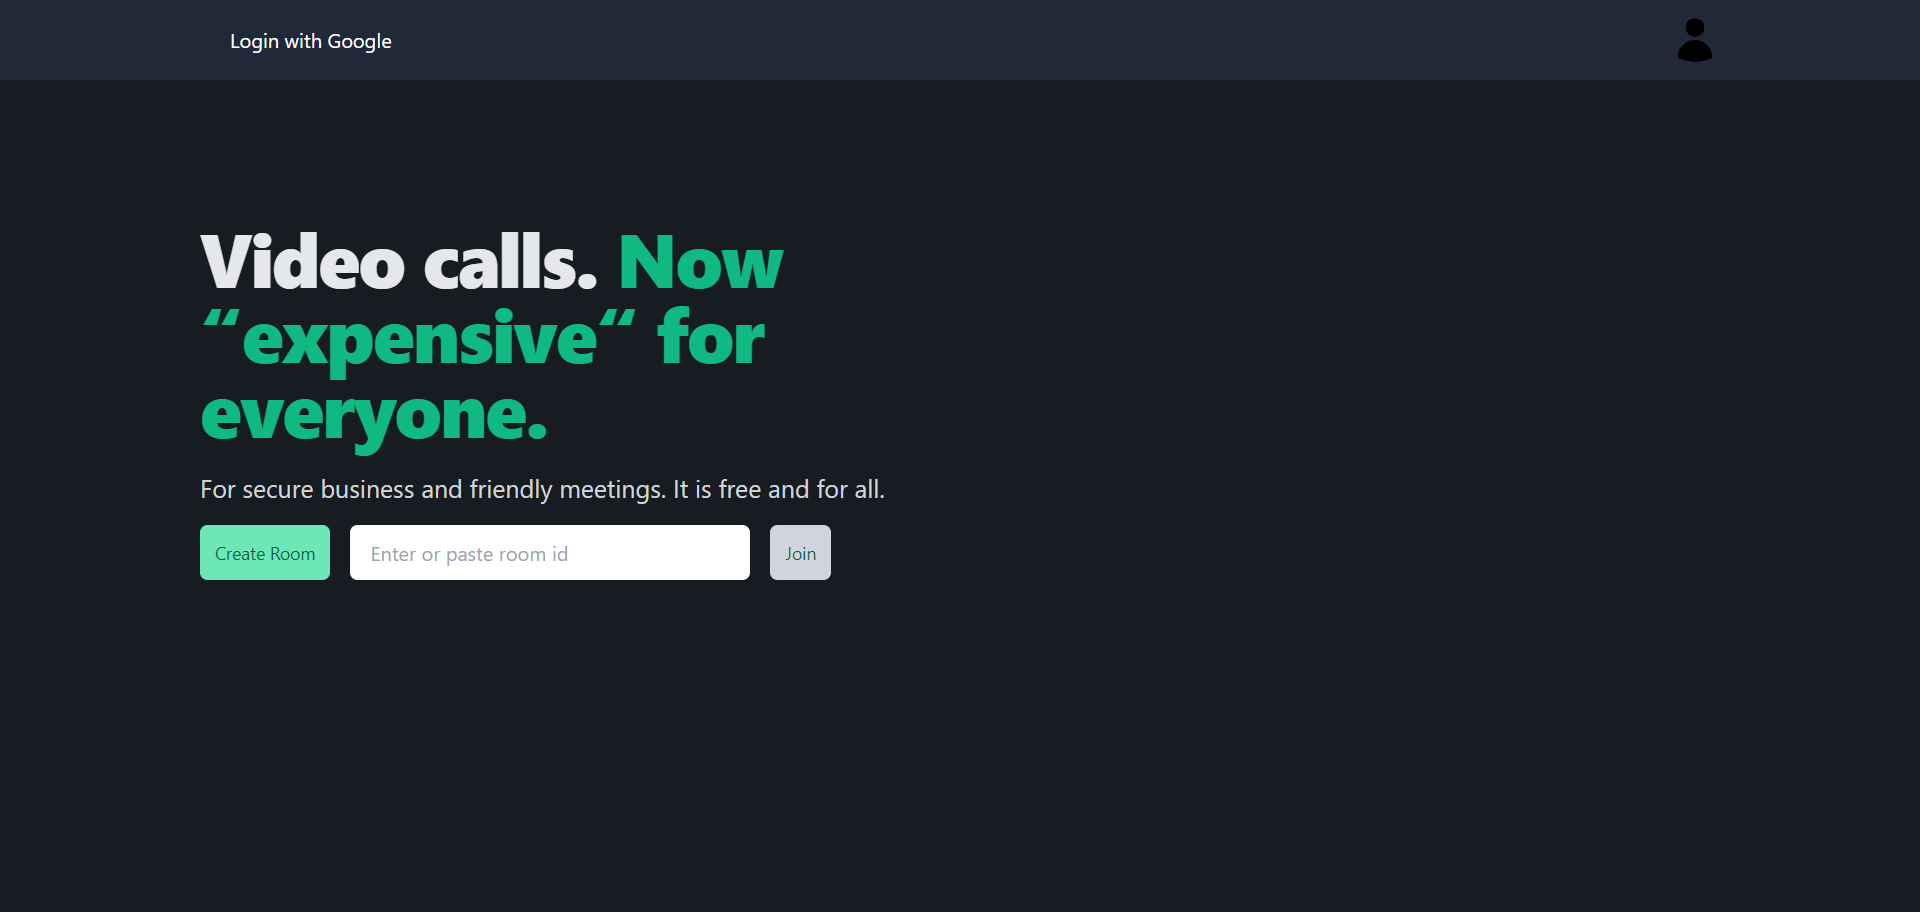 Login with Google
Video calls. Now
“expensive“ for
everyone.
For secure business and friendly meetings. It is free and for all.
Create Room
Enter or paste room id
Join